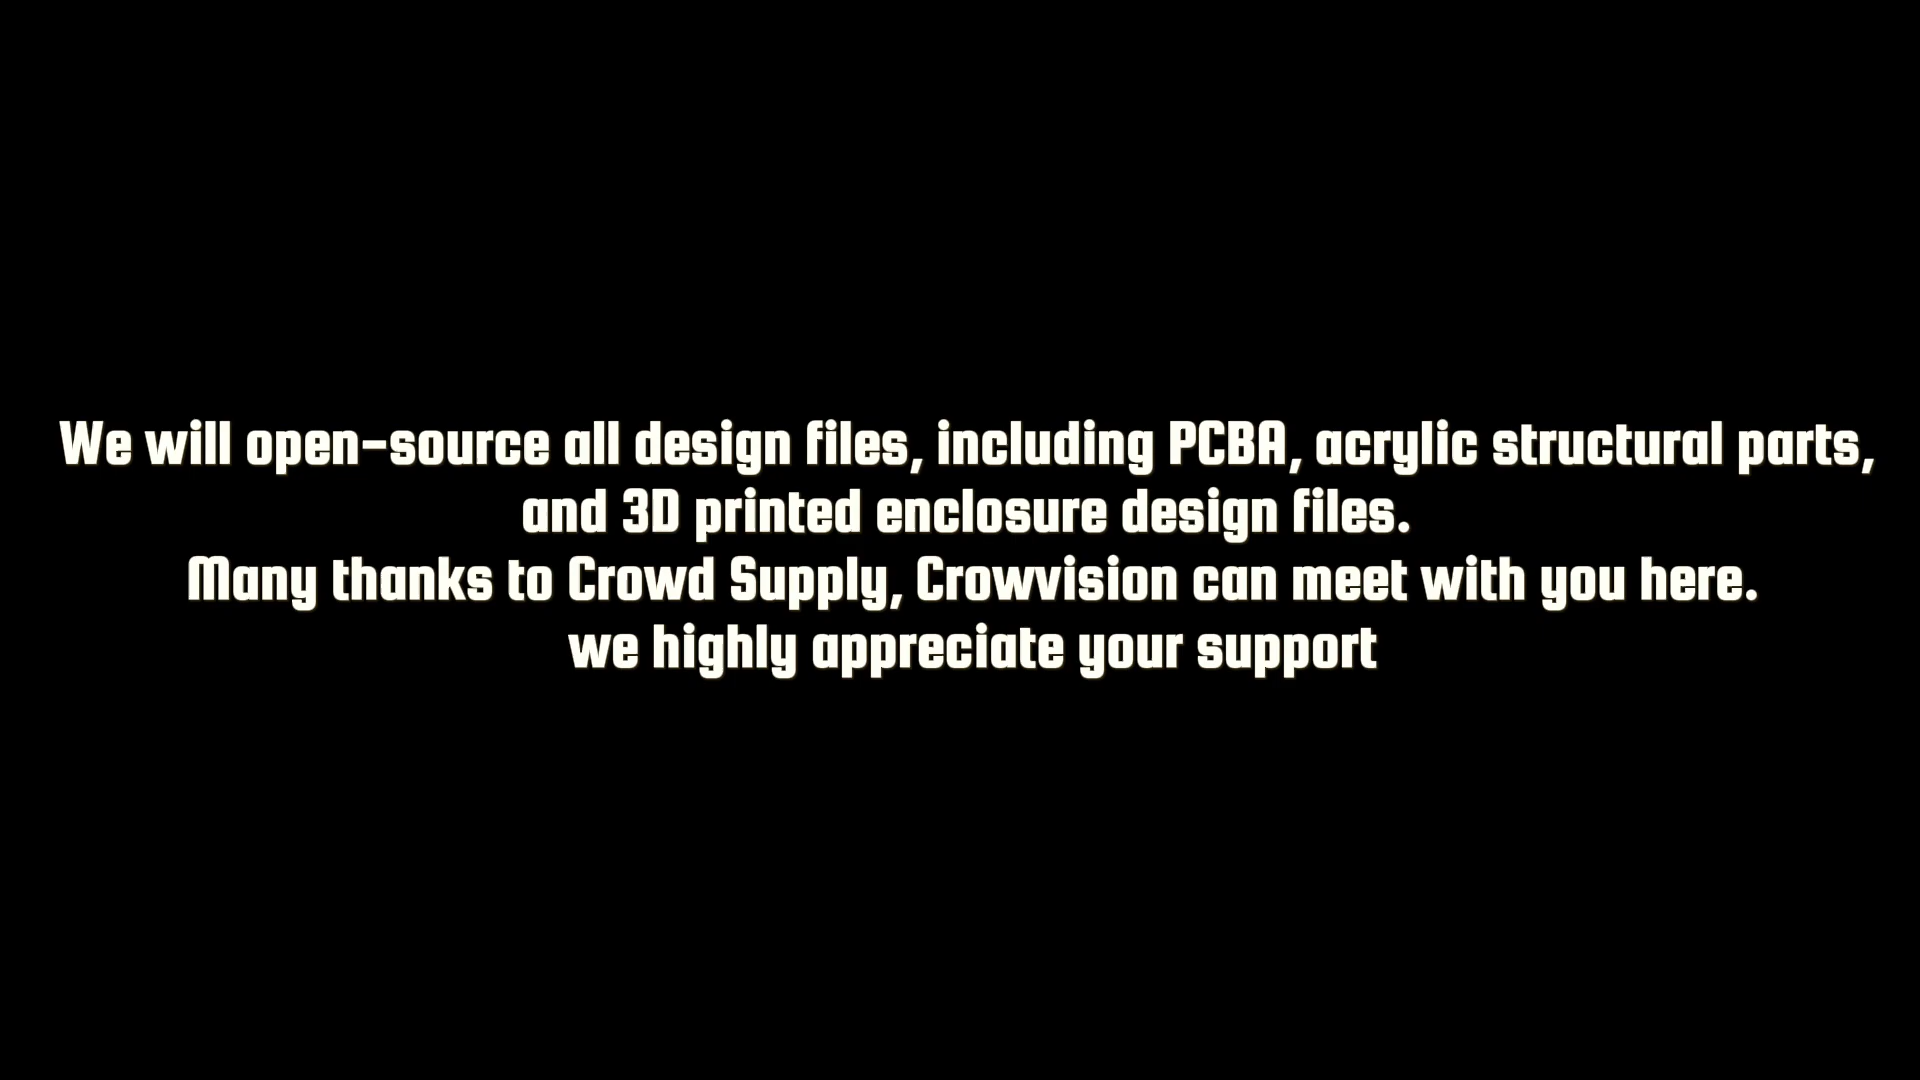 We will open-source all design files, including PCBA, acrylic structural parts,
and 3D printed enclosure design files.
Many thanks to Crowd Supply, Crowvision can meet with you here.
we highly appreciate your support